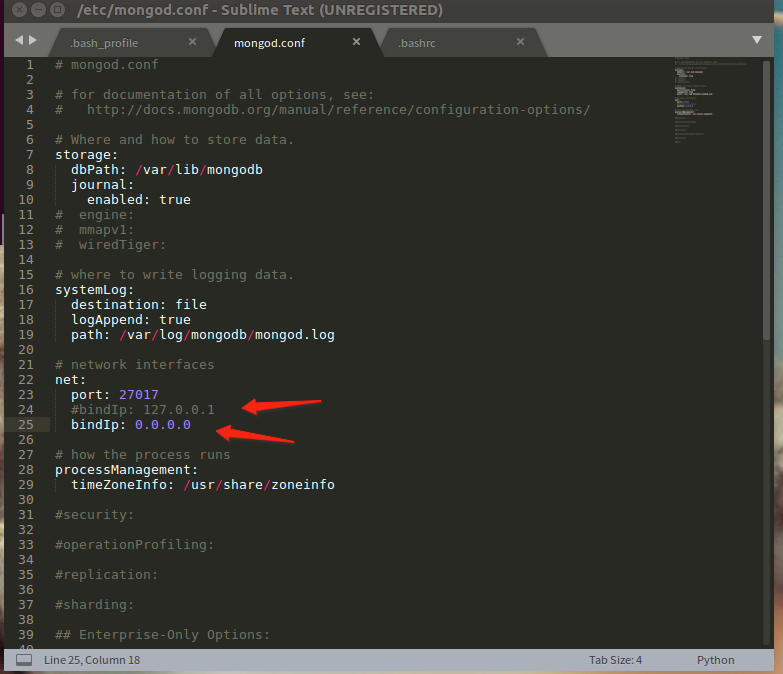 /etc/mongod.conf - Sublime Text (UNREGISTERED)
.bash_profile mongod.conf .bashrc
1 # mongod.conf
2
3 # for documentation of all options, see:
4 #   http://docs.mongodb.org/manual/reference/configuration-options/
5
6 # Where and how to store data.
7 storage:
8   dbPath: /var/lib/mongodb
9   journal:
10     enabled: true
11 #  engine:
12 #  mmapv1:
13 #  wiredTiger:
14
15 # where to write logging data.
16 systemLog:
17   destination: file
18   logAppend: true
19   path: /var/log/mongodb/mongod.log
20
21 # network interfaces
22 net:
23   port: 27017
24   #bindIp: 127.0.0.1
25   bindIp: 0.0.0.0
26
27 # how the process runs
28 processManagement:
29   timeZoneInfo: /usr/share/zoneinfo
30
31 #security:
32
33 #operationProfiling:
34
35 #replication:
36
37 #sharding:
38
39 ## Enterprise-Only Options:
40
Line 25, Column 18 Tab Size: 4 Python